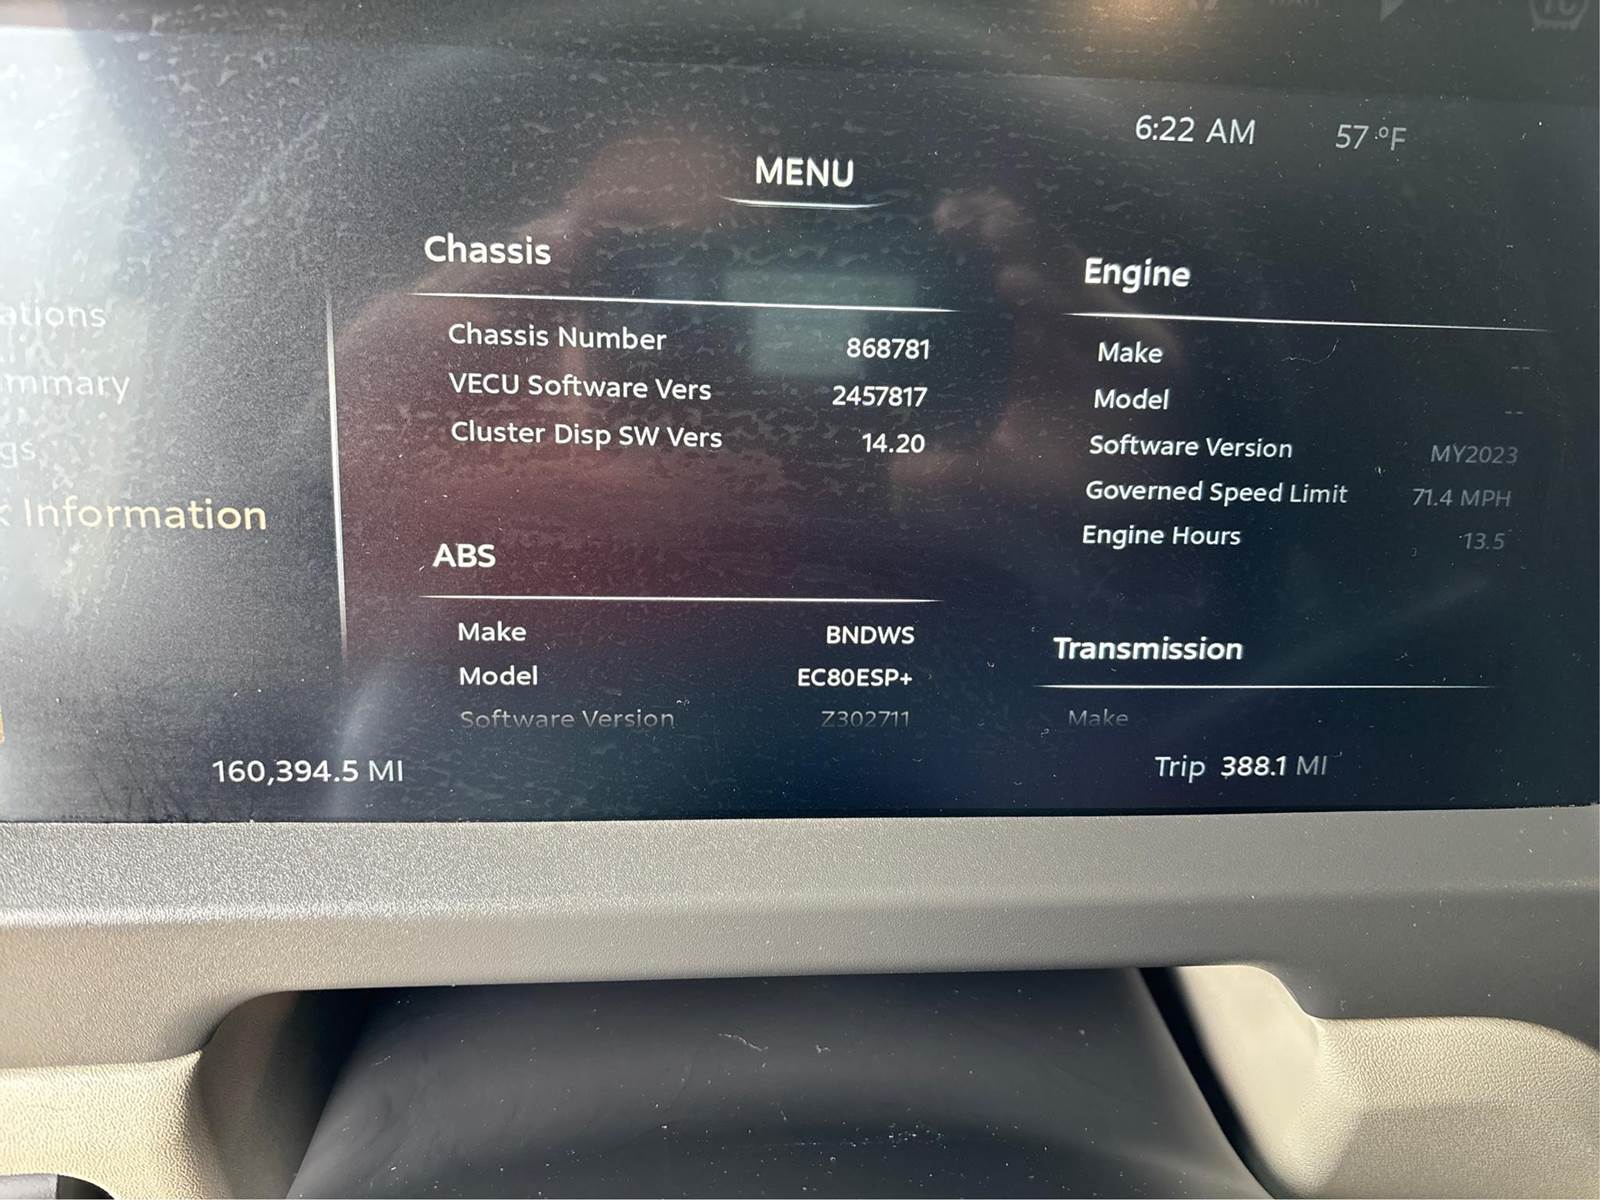 6:22 AM 57 °F
MENU
ations
mmary
gs
k Information
Chassis
Chassis Number 868781
VECU Software Vers 2457817
Cluster Disp SW Vers 14.20
ABS
Make BNDWS
Model EC80ESP+
Software Version Z302711
Engine
Make --
Model --
Software Version MY2023
Governed Speed Limit 71.4 MPH
Engine Hours 13.5
Transmission
Make
160,394.5 MI
Trip 388.1 MI